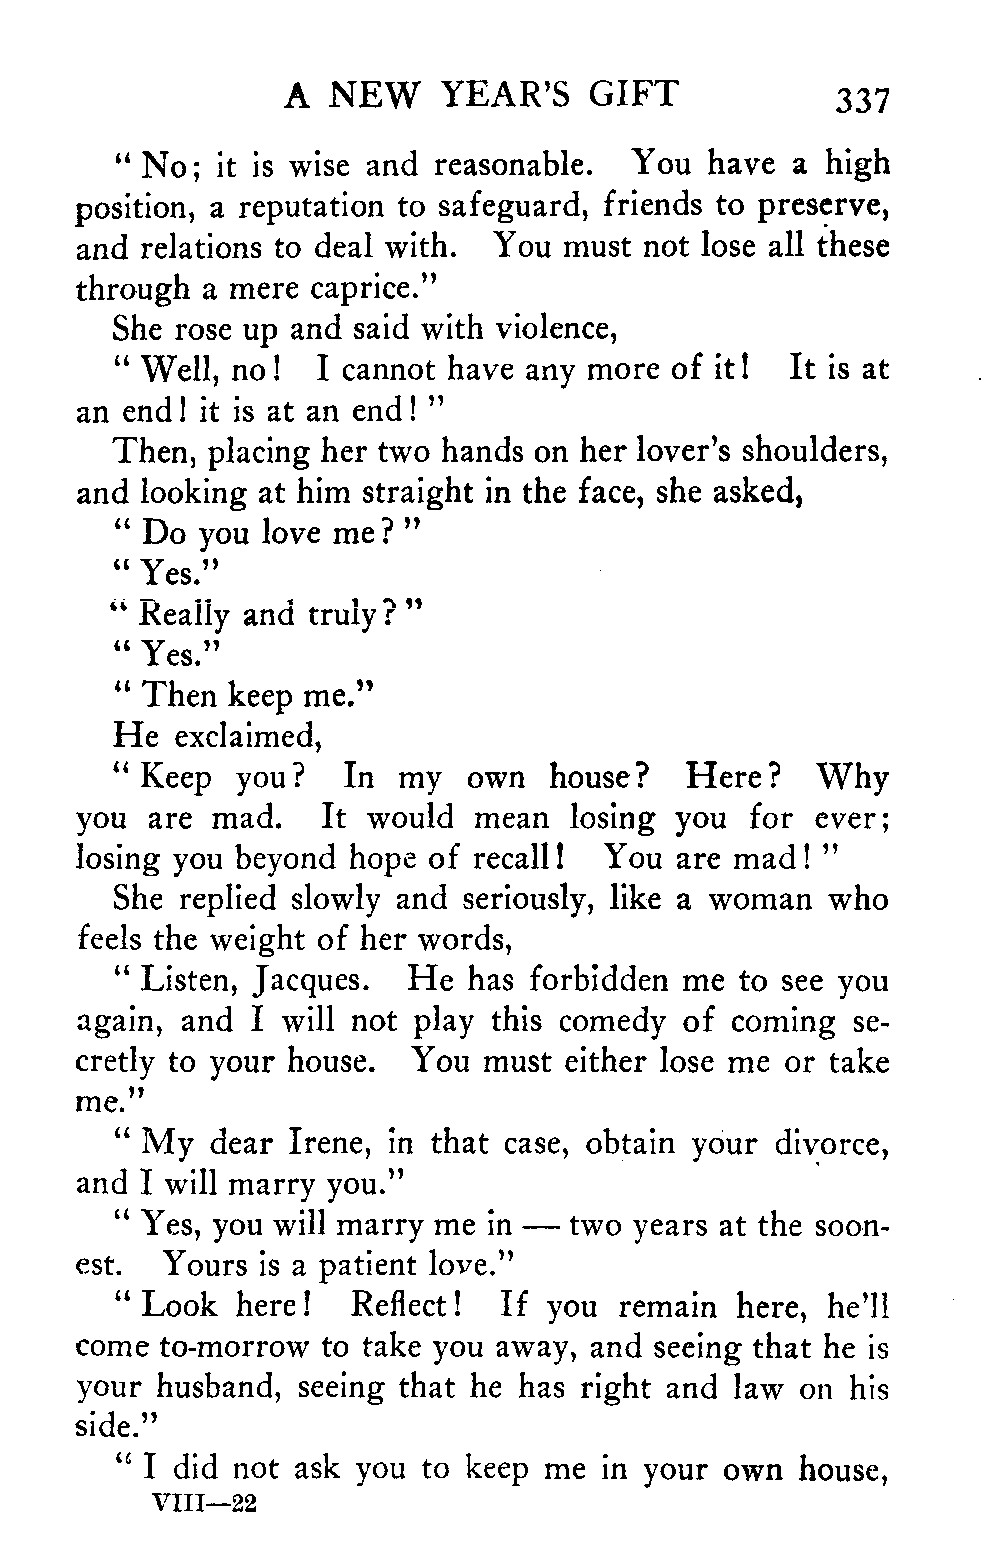 A NEW YEAR'S GIFT 337
" No; it is wise and reasonable. You have a high
position, a reputation to safeguard, friends to preserve,
and relations to deal with. You must not lose all these
through a mere caprice."
She rose up and said with violence,
" Well, no! I cannot have any more of it! It is at
an end! it is at an end! "
Then, placing her two hands on her lover's shoulders,
and looking at him straight in the face, she asked,
" Do you love me? "
" Yes."
" Really and truly? "
" Yes."
" Then keep me."
He exclaimed,
" Keep you? In my own house? Here? Why
you are mad. It would mean losing you for ever;
losing you beyond hope of recall! You are mad! "
She replied slowly and seriously, like a woman who
feels the weight of her words,
" Listen, Jacques. He has forbidden me to see you
again, and I will not play this comedy of coming se-
cretly to your house. You must either lose me or take
me."
" My dear Irene, in that case, obtain your divorce,
and I will marry you."
" Yes, you will marry me in — two years at the soon-
est. Yours is a patient love."
" Look here! Reflect! If you remain here, he'll
come to-morrow to take you away, and seeing that he is
your husband, seeing that he has right and law on his
side."
" I did not ask you to keep me in your own house,
VIII—22